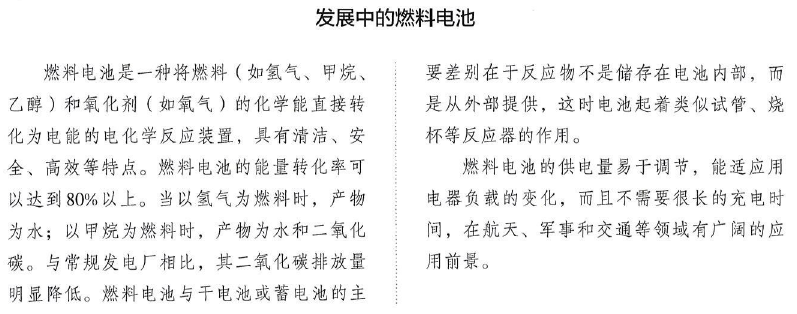 发展中的燃料电池
燃料电池是一种将燃料（如氢气、甲烷、
乙醇）和氧化剂（如氧气）的化学能直接转
化为电能的电化学反应装置，具有清洁、安
全、高效等特点。燃料电池的能量转化率可
以达到80%以上。当以氢气为燃料时，产物
为水；以甲烷为燃料时，产物为水和二氧化
碳。与常规发电厂相比，其二氧化碳排放量
明显降低。燃料电池与干电池或蓄电池的主
要差别在于反应物不是储存在电池内部，而
是从外部提供，这时电池起着类似试管、烧
杯等反应器的作用。
燃料电池的供电量易于调节，能适应用
电器负载的变化，而且不需要很长的充电时
间，在航天、军事和交通等领域有广阔的应
用前景。